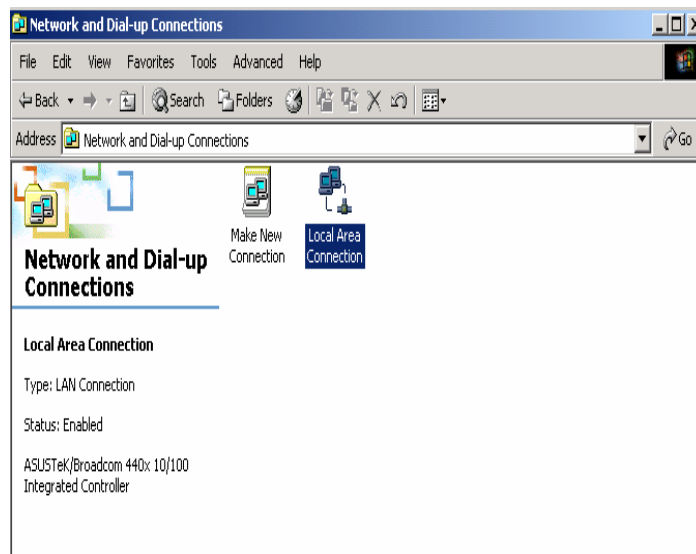 Network and Dial-up Connections
File Edit View Favorites Tools Advanced Help
Back Search Folders
Address Network and Dial-up Connections Go
Make New Connection
Local Area Connection
Network and Dial-up
Connections
Local Area Connection
Type: LAN Connection
Status: Enabled
ASUSTeK/Broadcom 440x 10/100
Integrated Controller